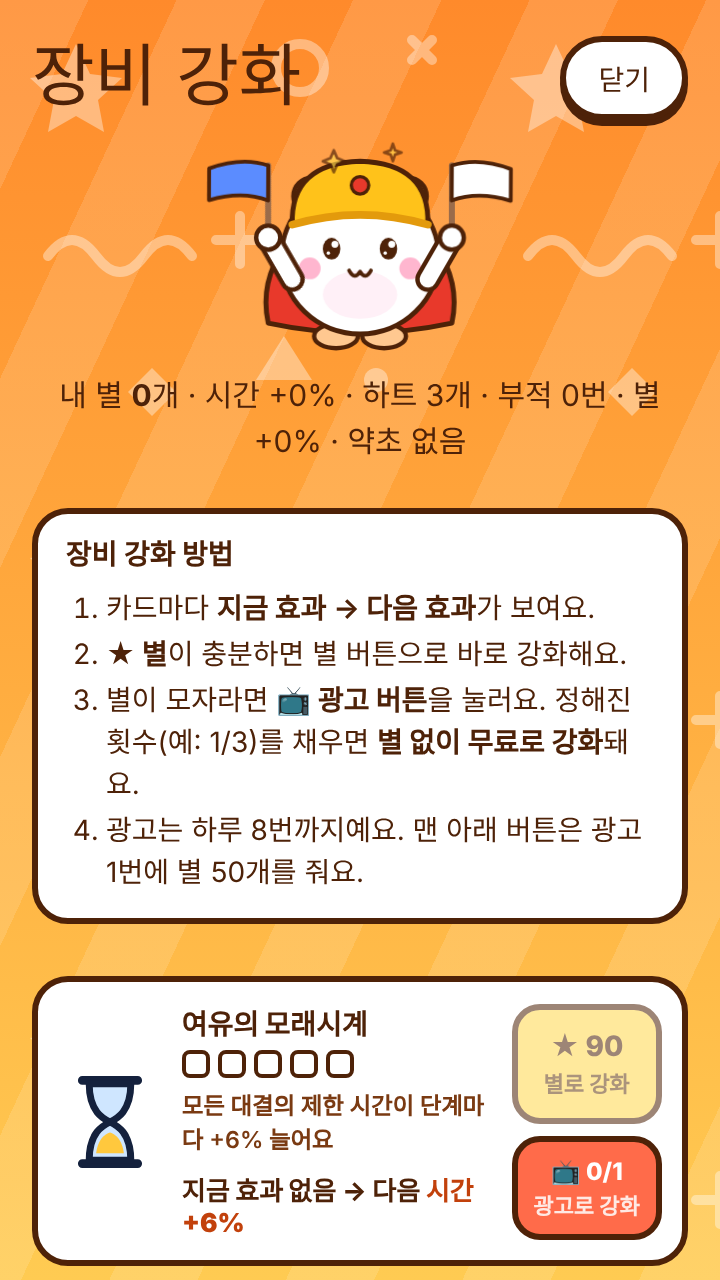 장비 강화
닫기
내 별 0개 · 시간 +0% · 하트 3개 · 부적 0번 · 별
+0% · 약초 없음
장비 강화 방법
1. 카드마다 지금 효과 → 다음 효과가 보여요.
2. ★ 별이 충분하면 별 버튼으로 바로 강화해요.
3. 별이 모자라면 📺 광고 버튼을 눌러요. 정해진
횟수(예: 1/3)를 채우면 별 없이 무료로 강화돼
요.
4. 광고는 하루 8번까지예요. 맨 아래 버튼은 광고
1번에 별 50개를 줘요.
여유의 모래시계
모든 대결의 제한 시간이 단계마
다 +6% 늘어요
지금 효과 없음 → 다음 시간
+6%
★ 90
별로 강화
📺 0/1
광고로 강화